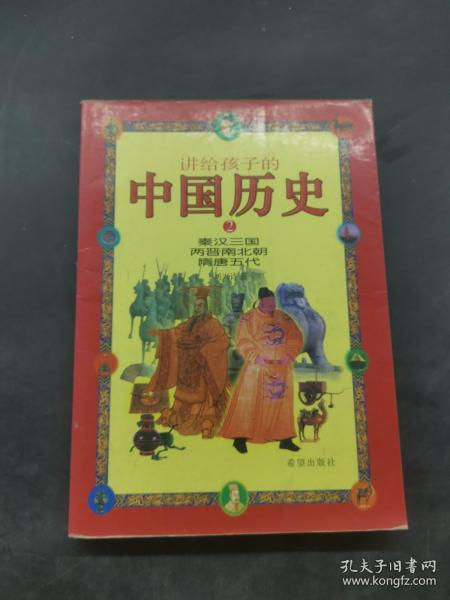 讲给孩子的
中国历史
2
秦汉三国
两晋南北朝
隋唐五代
希望出版社
孔夫子旧书网
www.kongfz.com